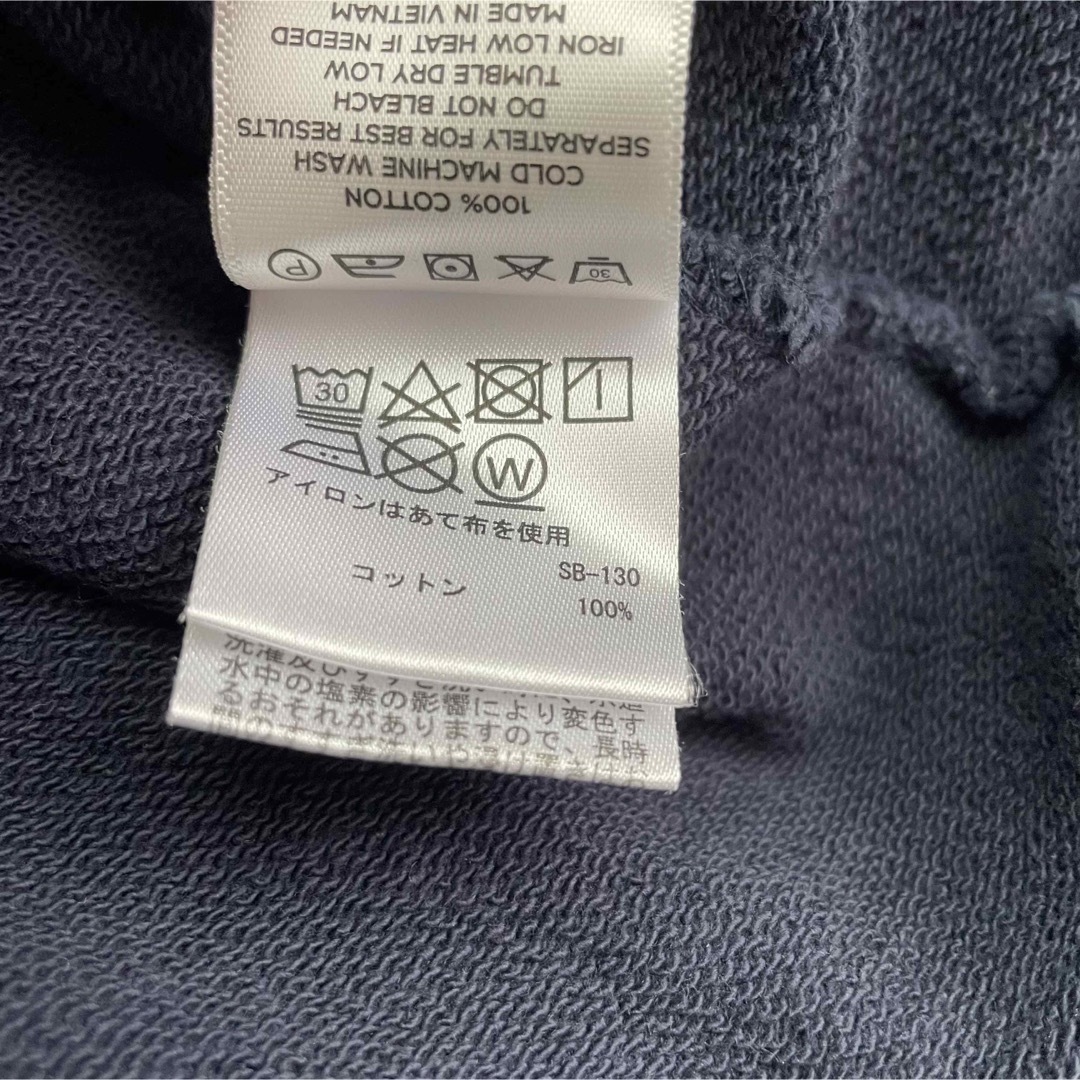 100% COTTON
COLD MACHINE WASH
SEPARATELY FOR BEST RESULTS
DO NOT BLEACH
TUMBLE DRY LOW
IRON LOW HEAT IF NEEDED
MADE IN VIETNAM
30
P
30
W
アイロンはあて布を使用
SB-130
コットン 100%
水中の塩素の影響により変色す
るおそれがありますので、長時